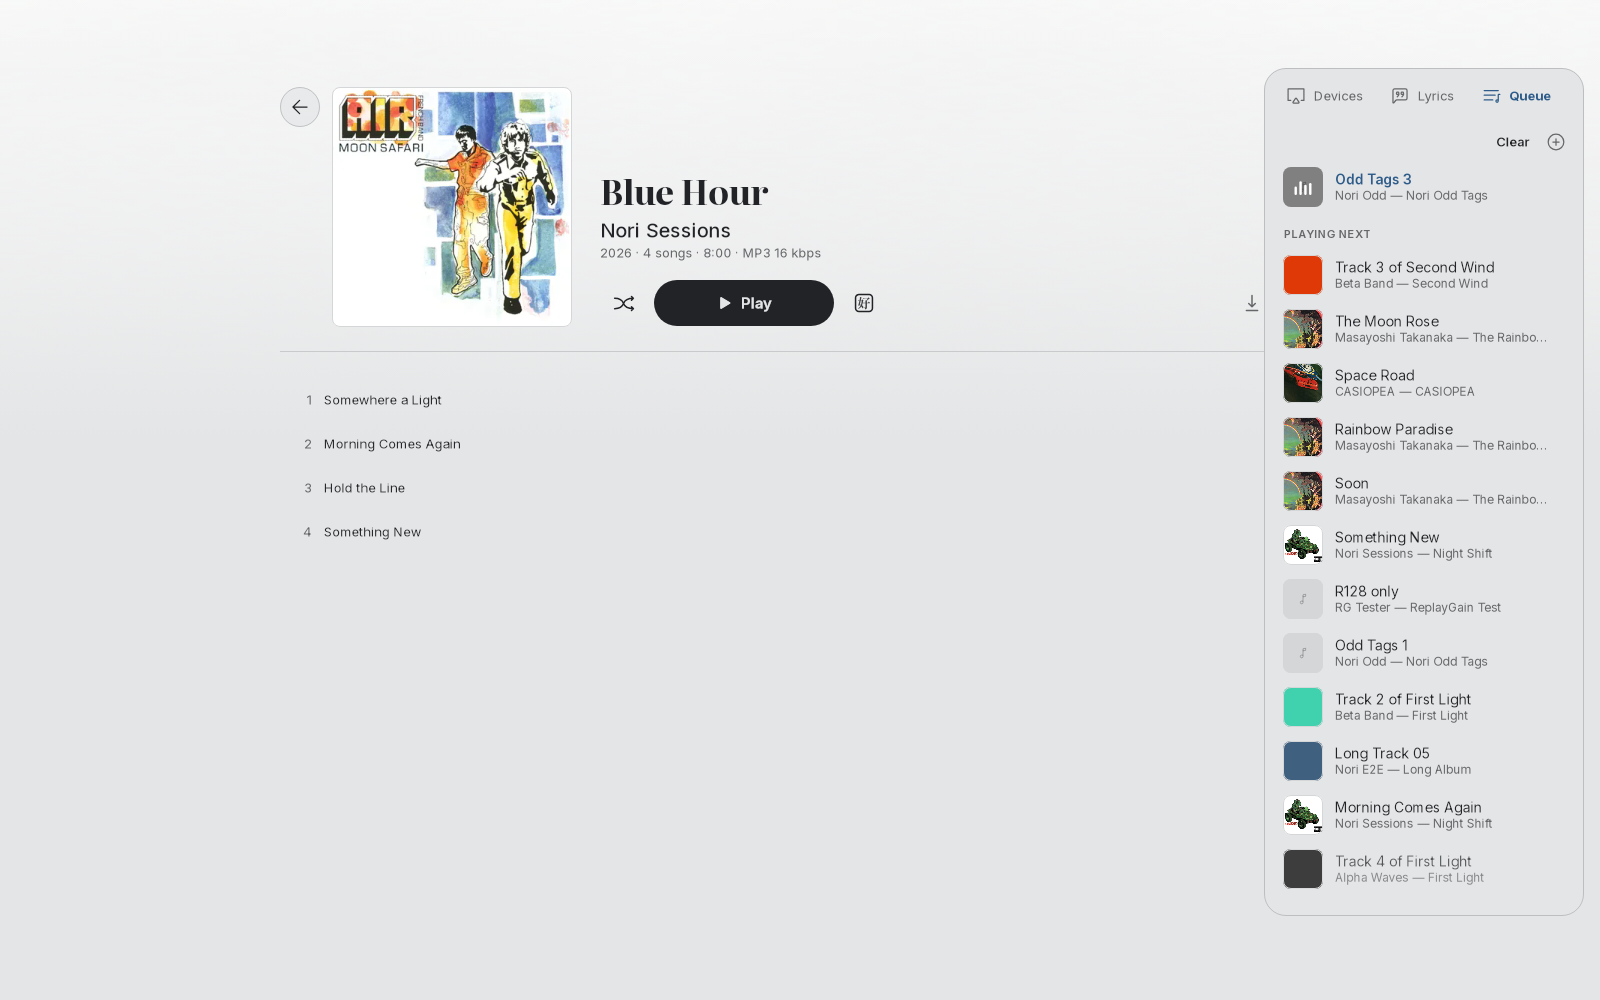 AIR
FRENCH BAND
MOON SAFARI
Blue Hour
Nori Sessions
2026 · 4 songs · 8:00 · MP3 16 kbps
Play
好
1 Somewhere a Light
2 Morning Comes Again
3 Hold the Line
4 Something New
Devices
Lyrics
Queue
Clear
Odd Tags 3
Nori Odd — Nori Odd Tags
PLAYING NEXT
Track 3 of Second Wind
Beta Band — Second Wind
The Moon Rose
Masayoshi Takanaka — The Rainbo...
Space Road
CASIOPEA — CASIOPEA
Rainbow Paradise
Masayoshi Takanaka — The Rainbo...
Soon
Masayoshi Takanaka — The Rainbo...
Something New
Nori Sessions — Night Shift
R128 only
RG Tester — ReplayGain Test
Odd Tags 1
Nori Odd — Nori Odd Tags
Track 2 of First Light
Beta Band — First Light
Long Track 05
Nori E2E — Long Album
Morning Comes Again
Nori Sessions — Night Shift
Track 4 of First Light
Alpha Waves — First Light